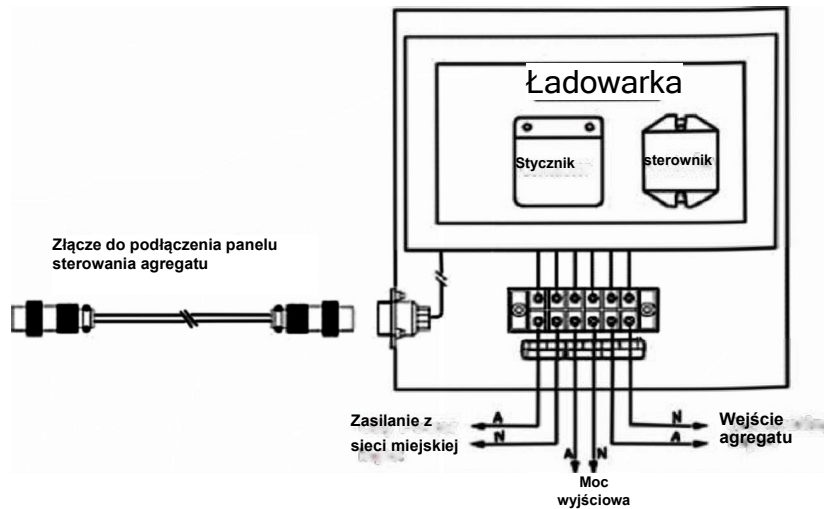 Ładowarka
Stycznik
sterownik
Złącze do podłączenia panelu
sterowania agregatu
Zasilanie z
sieci miejskiej
A
N
A
N
Moc
wyjściowa
N
A
Wejście
agregatu